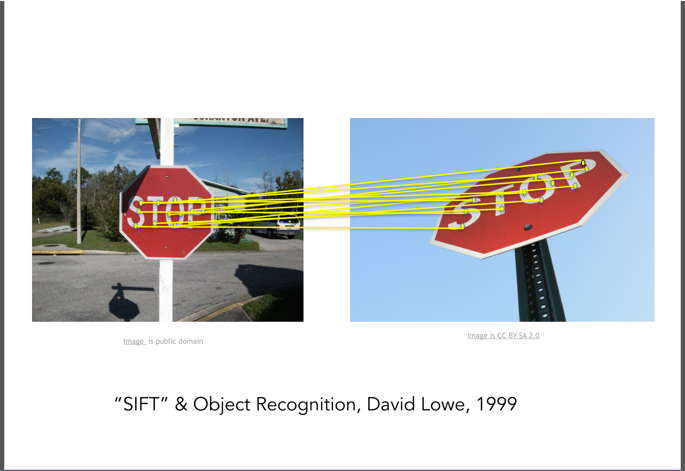 STOP
STOP
Image is public domain
Image is CC BY-SA 2.0
“SIFT” & Object Recognition, David Lowe, 1999